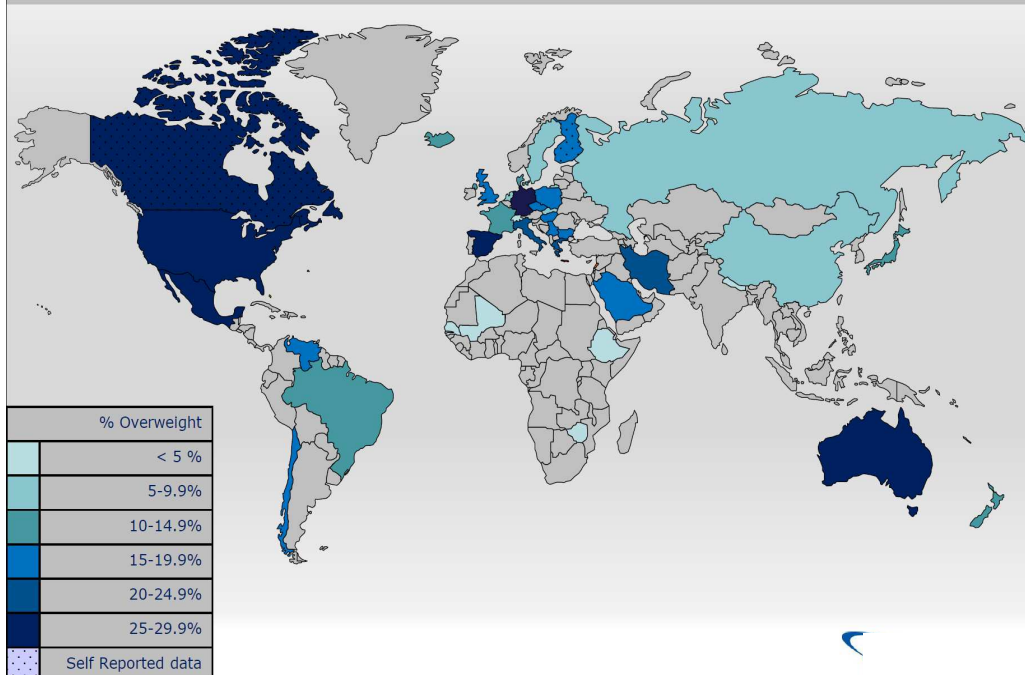 % Overweight
< 5 %
5-9.9%
10-14.9%
15-19.9%
20-24.9%
25-29.9%
Self Reported data